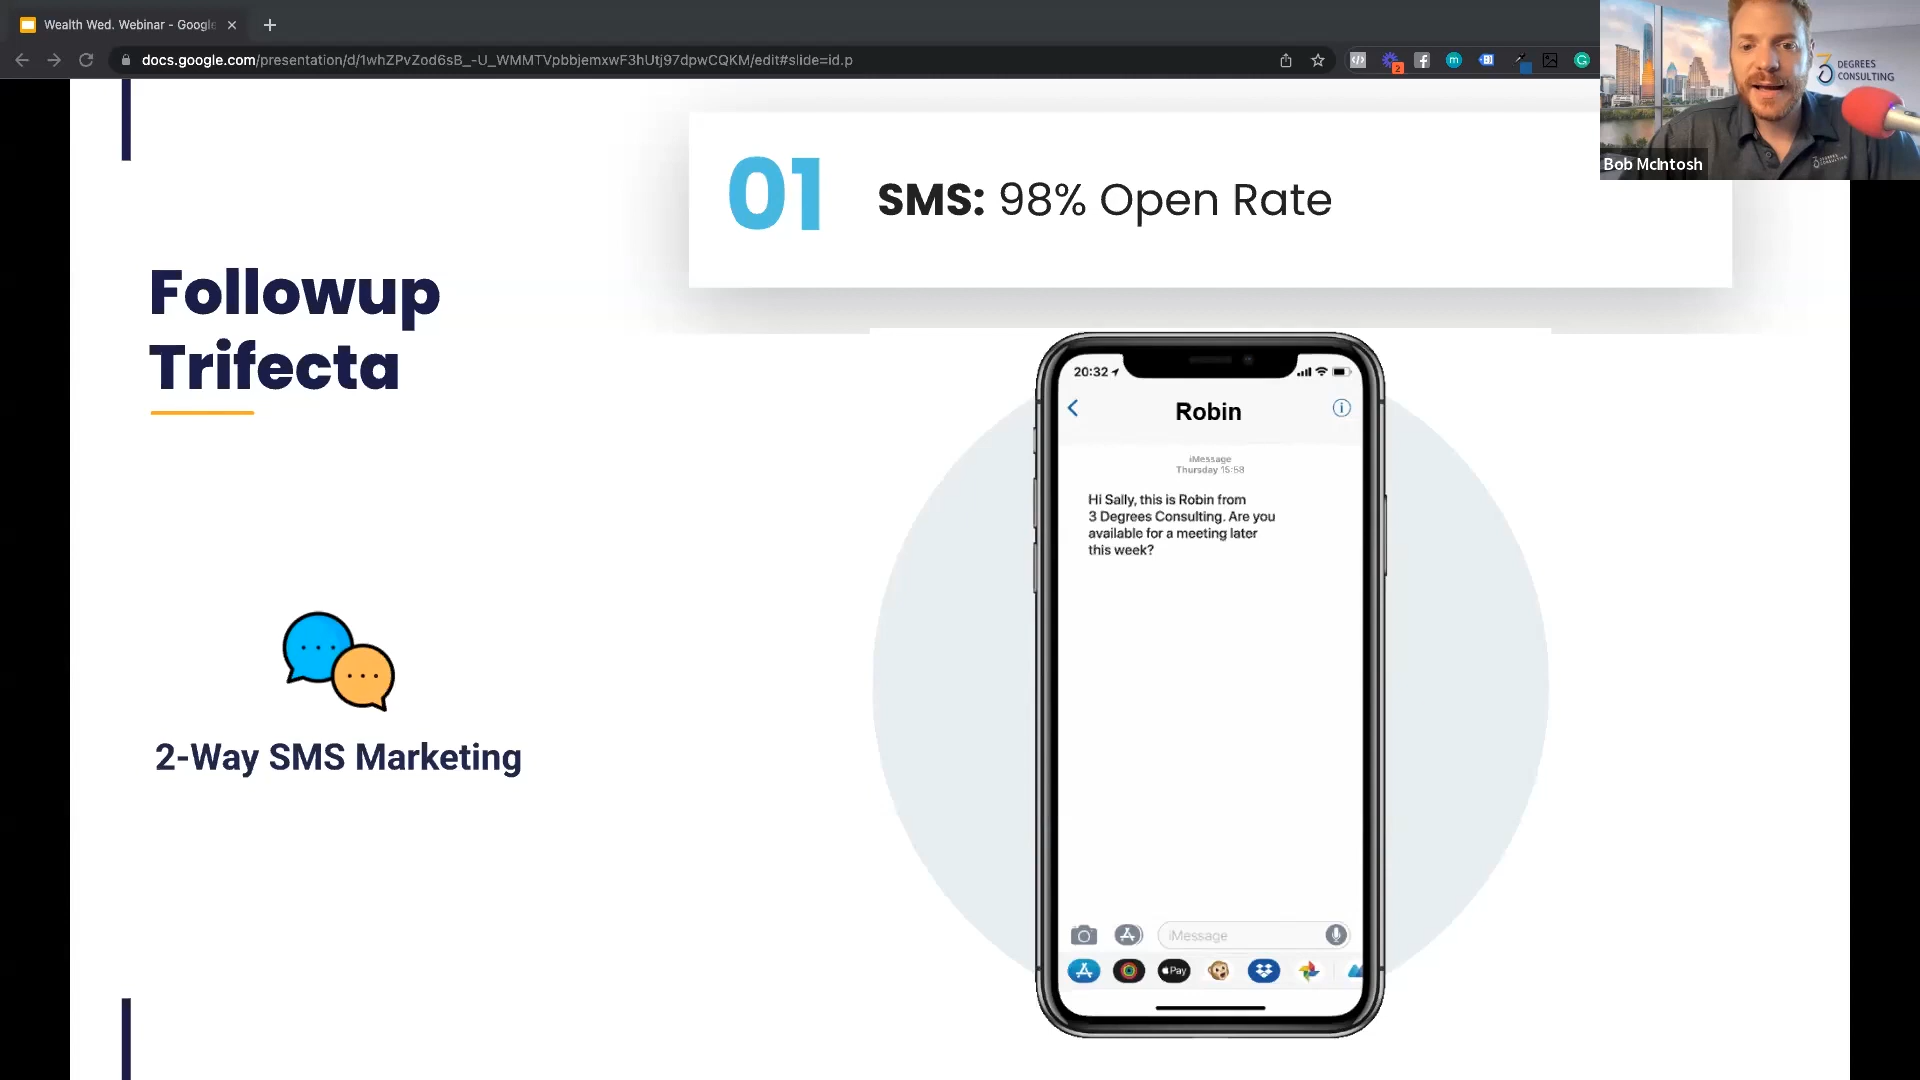 Wealth Wed. Webinar - Google
docs.google.com/presentation/d/1whZPvZod6sB_-U_WMMTVpbbjemxwF3hUtj97dpwCQKM/edit#slide=id.p
2
3 DEGREES
CONSULTING
Bob McIntosh
01
SMS: 98% Open Rate
Followup
Trifecta
2-Way SMS Marketing
20:32
Robin
iMessage
Thursday 15:58
Hi Sally, this is Robin from
3 Degrees Consulting. Are you
available for a meeting later
this week?
iMessage
Pay